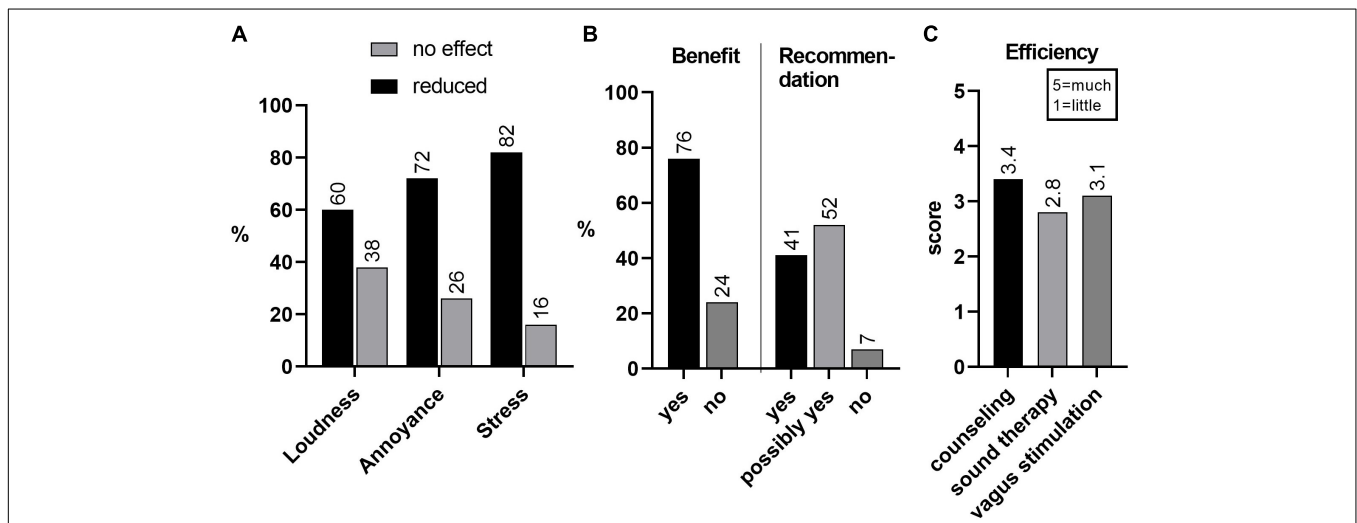 A
no effect
reduced
100
80
60
40
20
0
%
60
38
72
26
82
16
Loudness
Annoyance
Stress
B
Benefit
Recommen-
dation
100
80
60
40
20
0
%
76
24
41
52
7
yes
no
yes
possibly yes
no
C
Efficiency
5=much
1=little
5
4
3
2
1
0
score
3.4
2.8
3.1
counseling
sound therapy
vagus stimulation